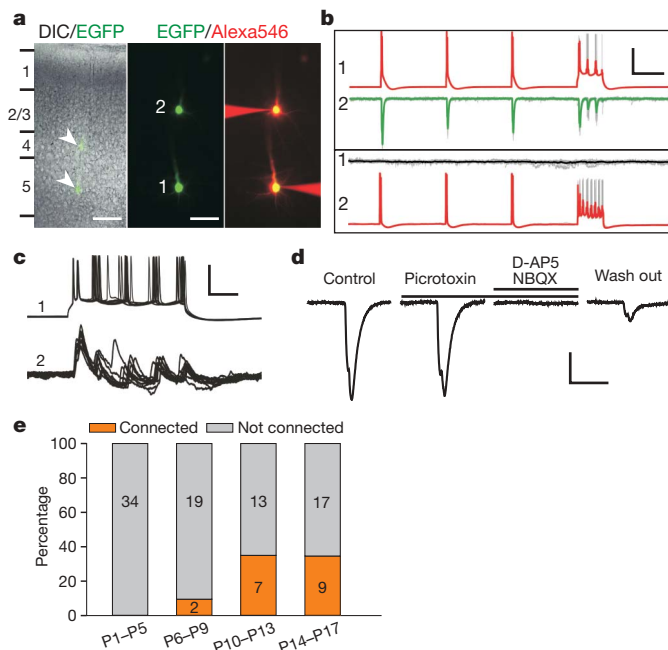 a
DIC/EGFP
EGFP/Alexa546
1
2/3
4
5
2
1
b
1
2
1
2
c
1
2
d
Control
Picrotoxin
D-AP5
NBQX
Wash out
e
Connected
Not connected
Percentage
100
80
60
40
20
0
34
19
2
13
7
17
9
P1–P5
P6–P9
P10–P13
P14–P17